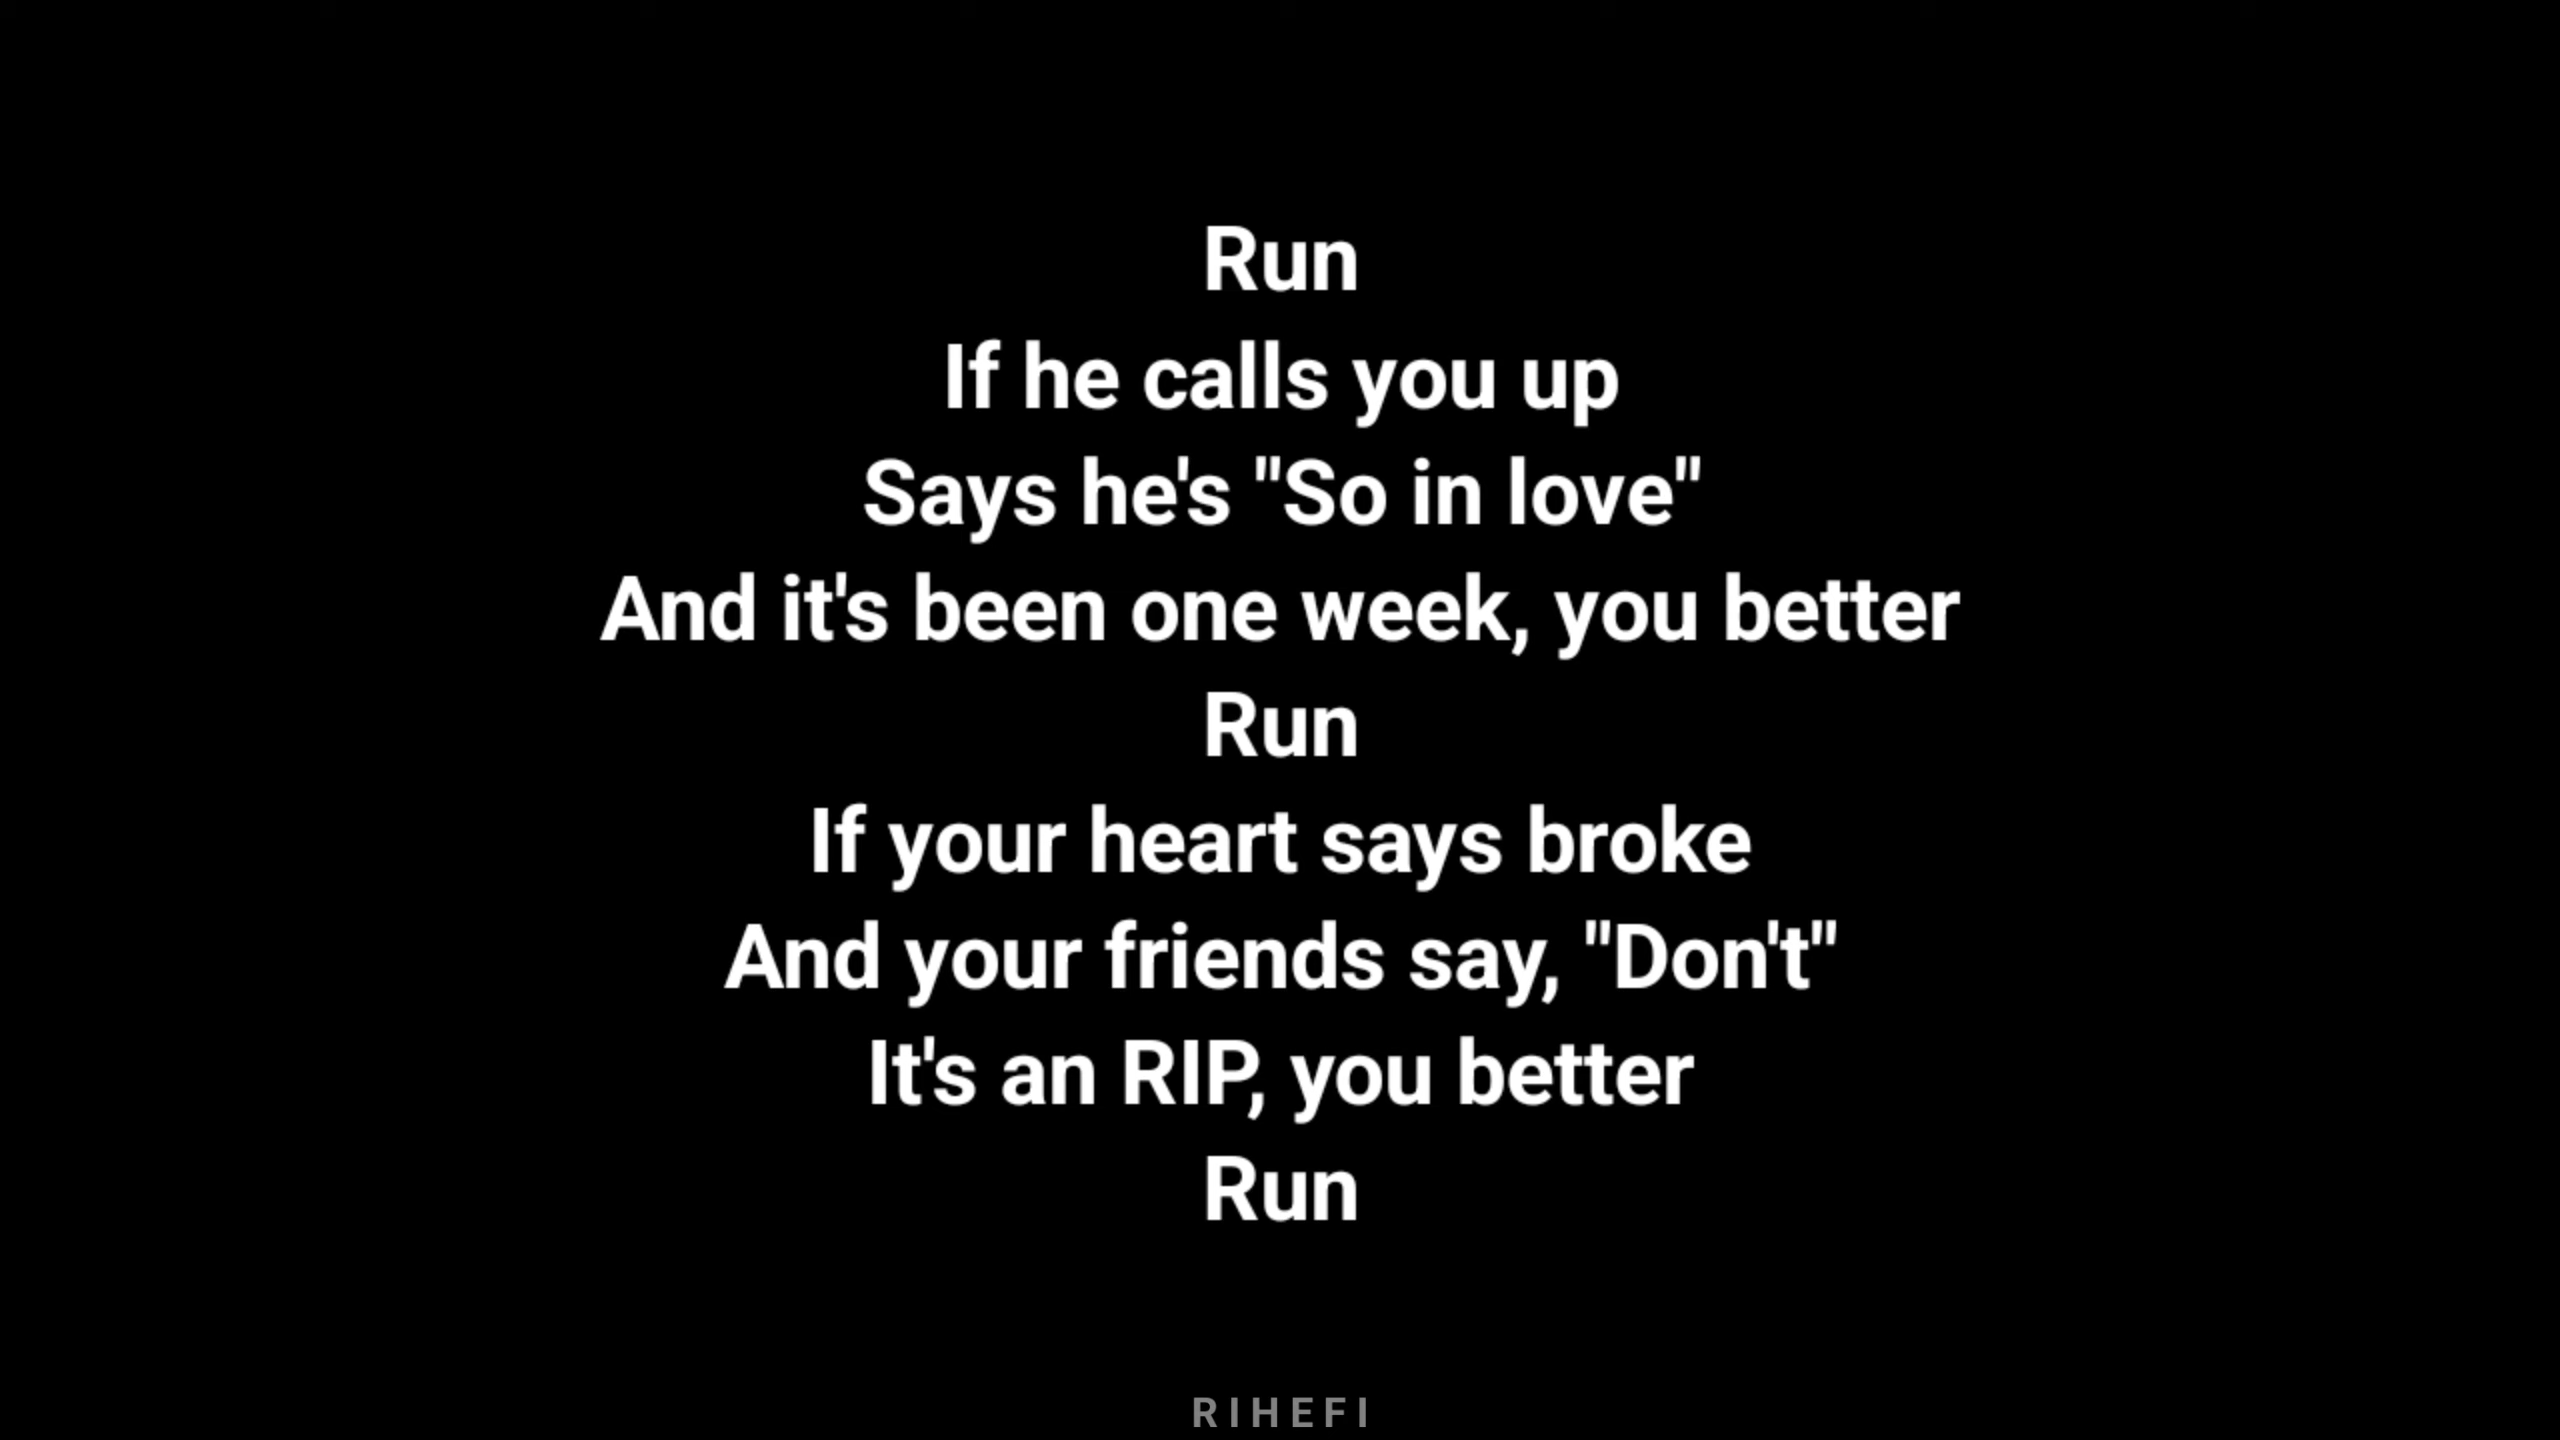 Run
If he calls you up
Says he's "So in love"
And it's been one week, you better
Run
If your heart says broke
And your friends say, "Don't"
It's an RIP, you better
Run
RIHEFI